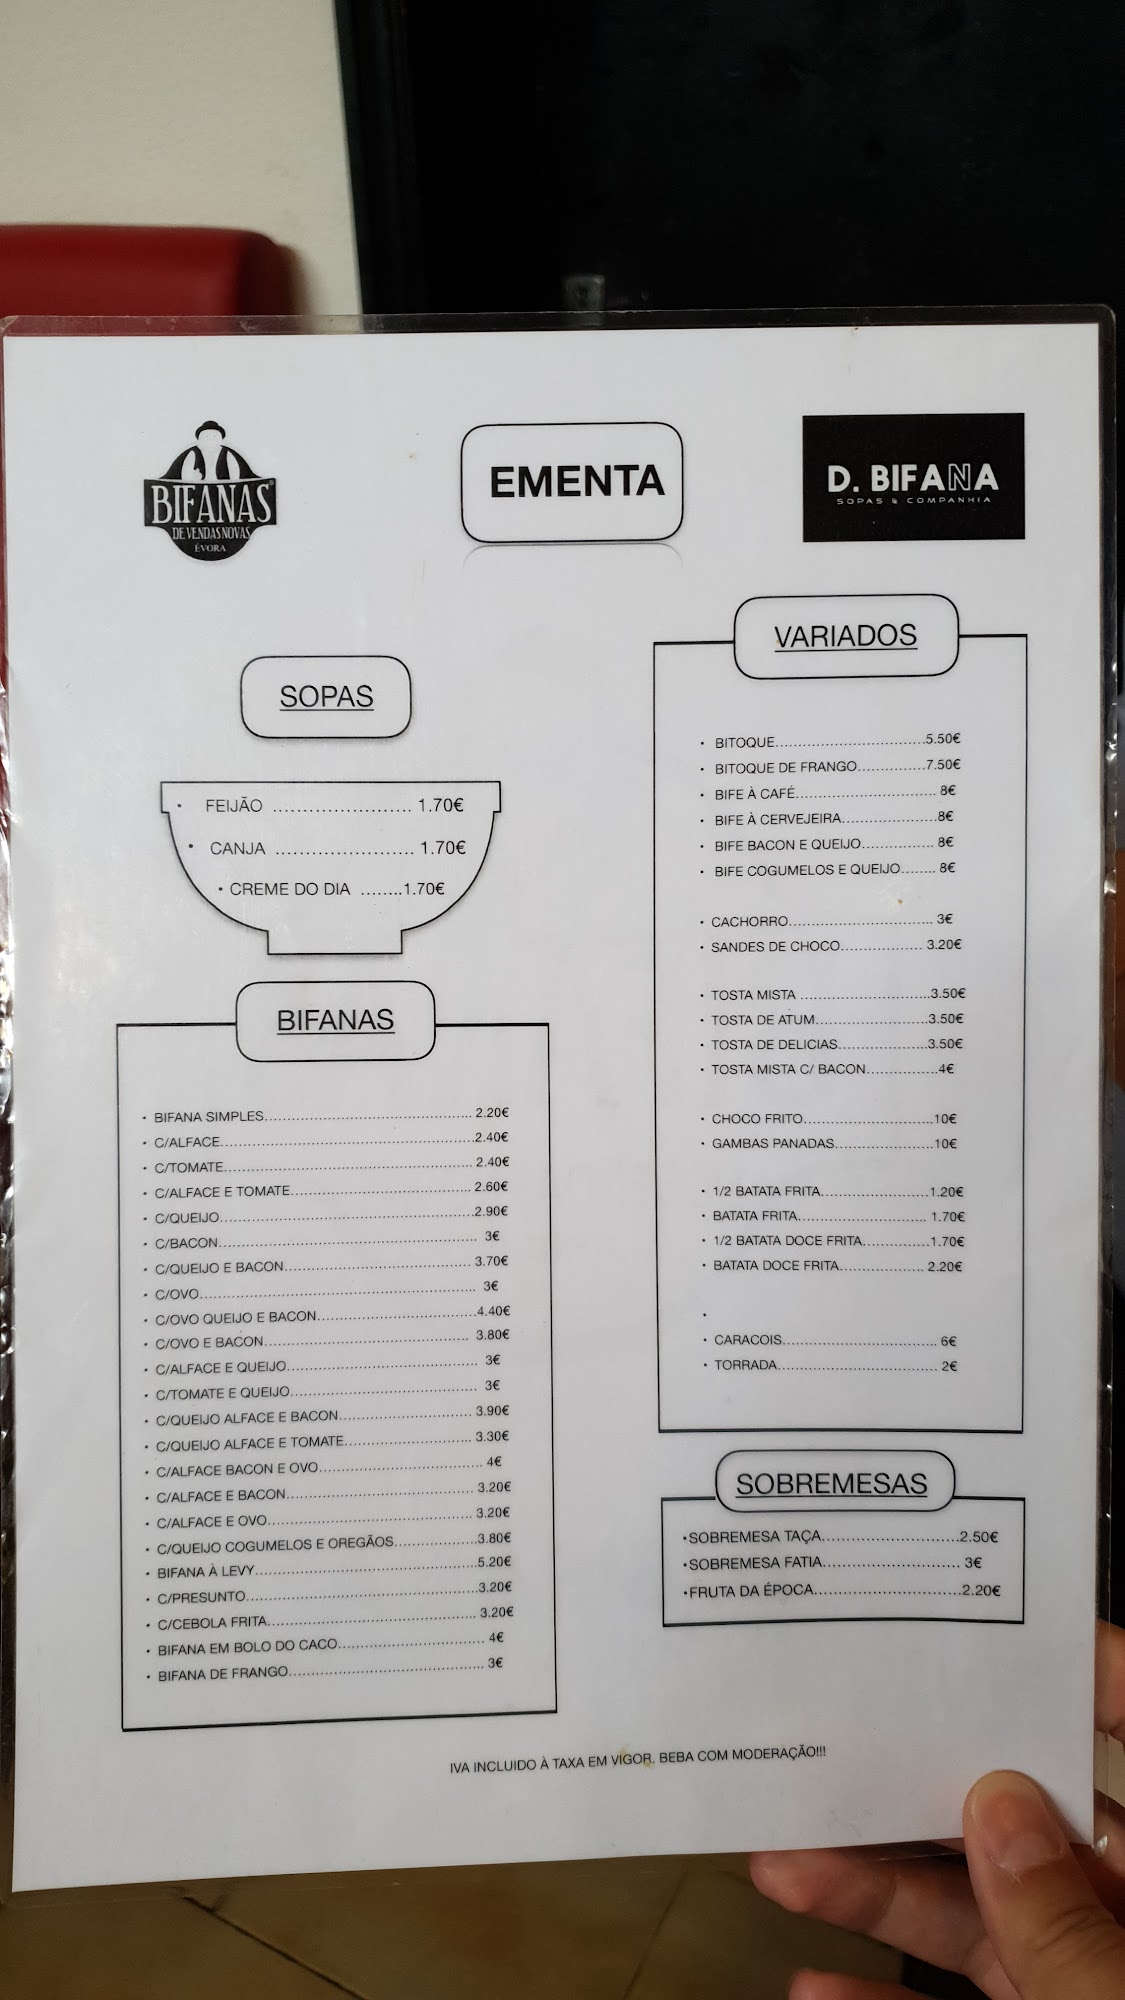 BIFANAS
DE VENDAS NOVAS
ÉVORA
EMENTA
D. BIFANA
SOPAS & COMPANHIA
SOPAS
• FEIJÃO ....................... 1.70€
• CANJA ....................... 1.70€
• CREME DO DIA ........1.70€
BIFANAS
• BIFANA SIMPLES.................................................. 2.20€
• C/ALFACE.............................................................2.40€
• C/TOMATE............................................................ 2.40€
• C/ALFACE E TOMATE........................................... 2.60€
• C/QUEIJO.............................................................2.90€
• C/BACON.............................................................. 3€
• C/QUEIJO E BACON............................................. 3.70€
• C/OVO................................................................... 3€
• C/OVO QUEIJO E BACON......................................4.40€
• C/OVO E BACON.................................................. 3.80€
• C/ALFACE E QUEIJO.............................................. 3€
• C/TOMATE E QUEIJO............................................. 3€
• C/QUEIJO ALFACE E BACON................................ 3.90€
• C/QUEIJO ALFACE E TOMATE............................... 3.30€
• C/ALFACE BACON E OVO........................................ 4€
• C/ALFACE E BACON............................................. 3.20€
• C/ALFACE E OVO..................................................3.20€
• C/QUEIJO COGUMELOS E OREGÃOS....................3.80€
• BIFANA À LEVY.....................................................5.20€
• C/PRESUNTO........................................................3.20€
• C/CEBOLA FRITA.................................................. 3.20€
• BIFANA EM BOLO DO CACO................................... 4€
• BIFANA DE FRANGO............................................... 3€
VARIADOS
• BITOQUE....................................5.50€
• BITOQUE DE FRANGO................7.50€
• BIFE À CAFÉ.................................. 8€
• BIFE À CERVEJEIRA.......................8€
• BIFE BACON E QUEIJO................. 8€
• BIFE COGUMELOS E QUEIJO........ 8€
• CACHORRO................................... 3€
• SANDES DE CHOCO.................... 3.20€
• TOSTA MISTA ...............................3.50€
• TOSTA DE ATUM...........................3.50€
• TOSTA DE DELICIAS......................3.50€
• TOSTA MISTA C/ BACON.................4€
• CHOCO FRITO...............................10€
• GAMBAS PANADAS........................10€
• 1/2 BATATA FRITA..........................1.20€
• BATATA FRITA............................... 1.70€
• 1/2 BATATA DOCE FRITA................1.70€
• BATATA DOCE FRITA.................... 2.20€
•
• CARACOIS..................................... 6€
• TORRADA...................................... 2€
SOBREMESAS
•SOBREMESA TAÇA.................................2.50€
•SOBREMESA FATIA................................. 3€
•FRUTA DA ÉPOCA...................................2.20€
IVA INCLUIDO À TAXA EM VIGOR. BEBA COM MODERAÇÃO!!!